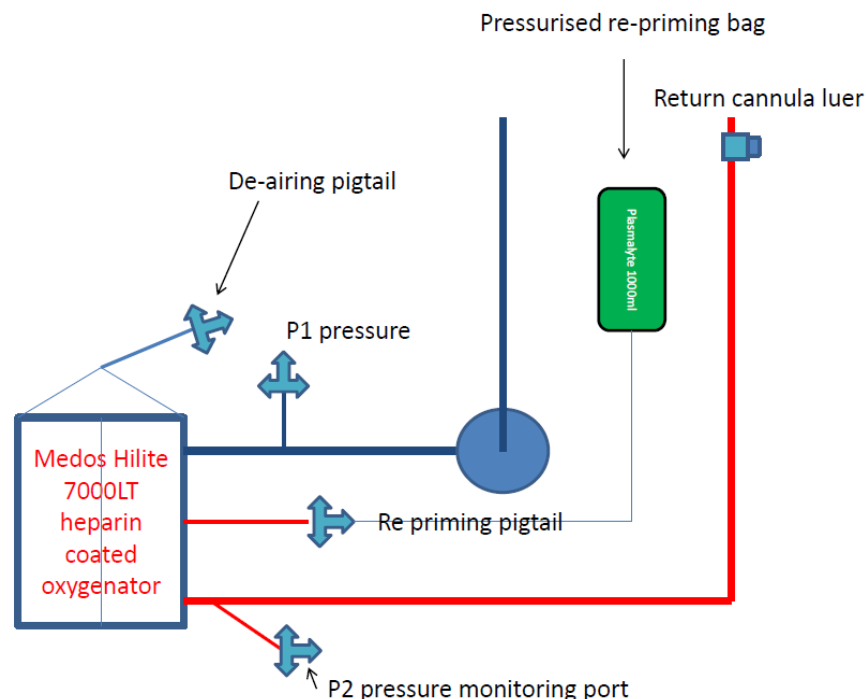 Pressurised re-priming bag
Return cannula luer
De-airing pigtail
Plasmalyte 1000ml
P1 pressure
Medos Hilite
7000LT
heparin
coated
oxygenator
Re priming pigtail
P2 pressure monitoring port